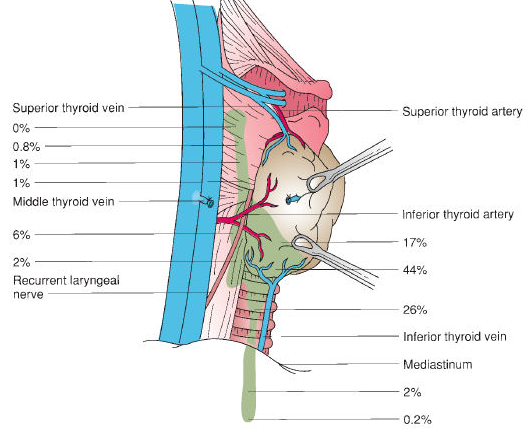 Superior thyroid vein
0%
0.8%
1%
1%
Middle thyroid vein
6%
2%
Recurrent laryngeal
nerve
Superior thyroid artery
Inferior thyroid artery
17%
44%
26%
Inferior thyroid vein
Mediastinum
2%
0.2%